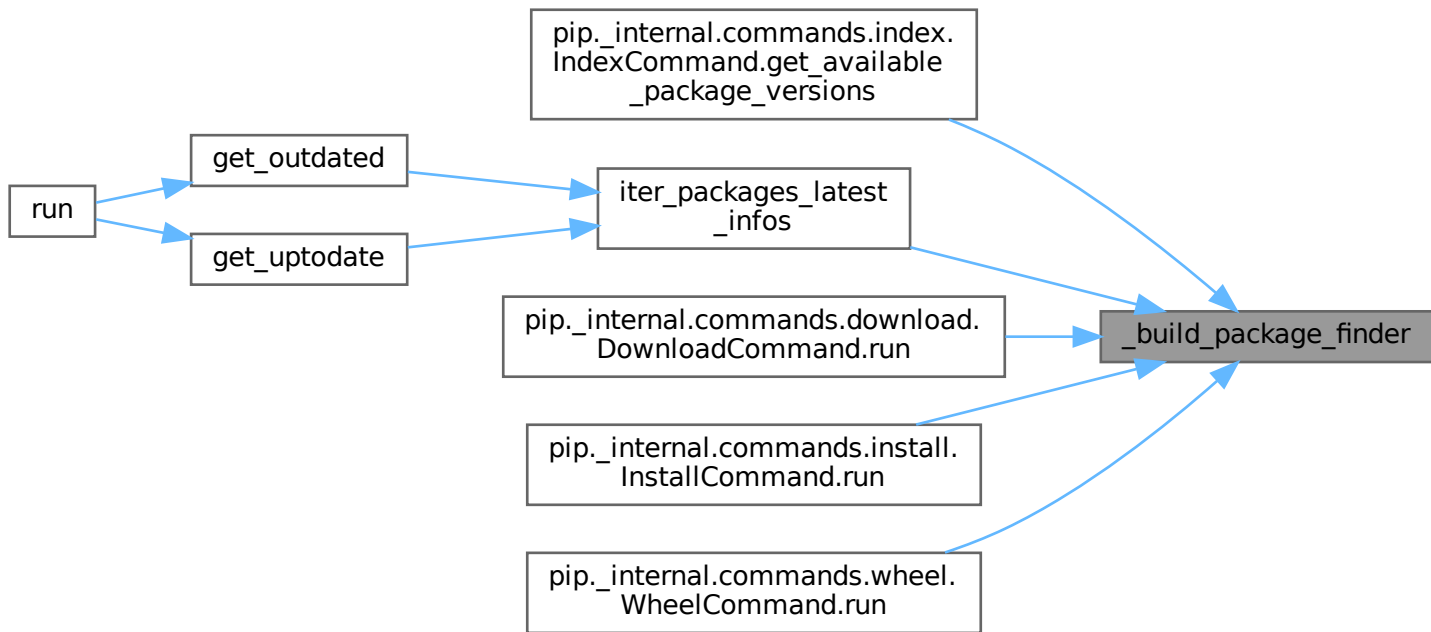 pip._internal.commands.index.
IndexCommand.get_available
_package_versions
get_outdated
iter_packages_latest
_infos
run
get_uptodate
pip._internal.commands.download.
DownloadCommand.run
_build_package_finder
pip._internal.commands.install.
InstallCommand.run
pip._internal.commands.wheel.
WheelCommand.run